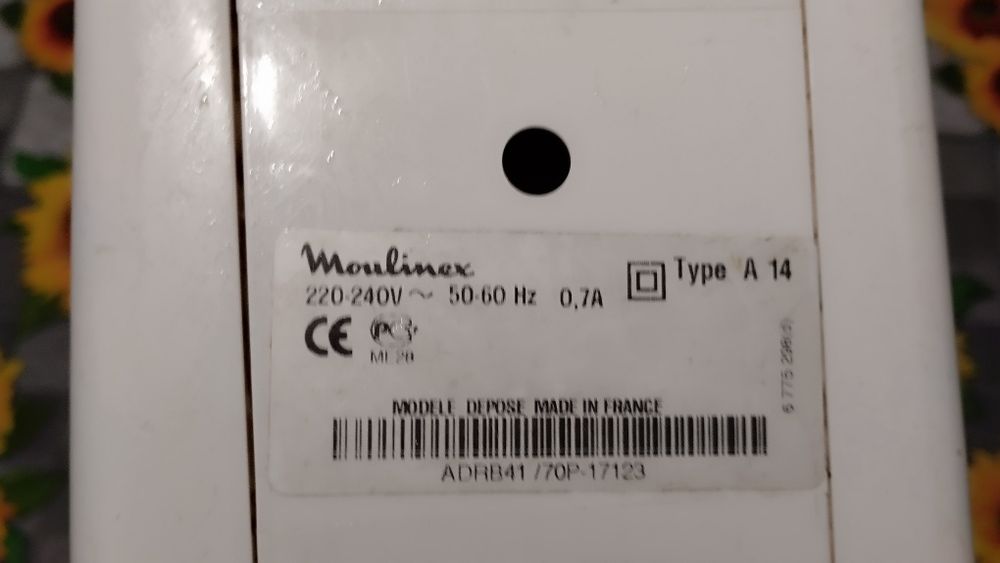 Moulinex
220-240V ~ 50-60 Hz 0,7A
Type A 14
CE
ME28
MODELE DEPOSE MADE IN FRANCE
ADRB41 /70P-17123